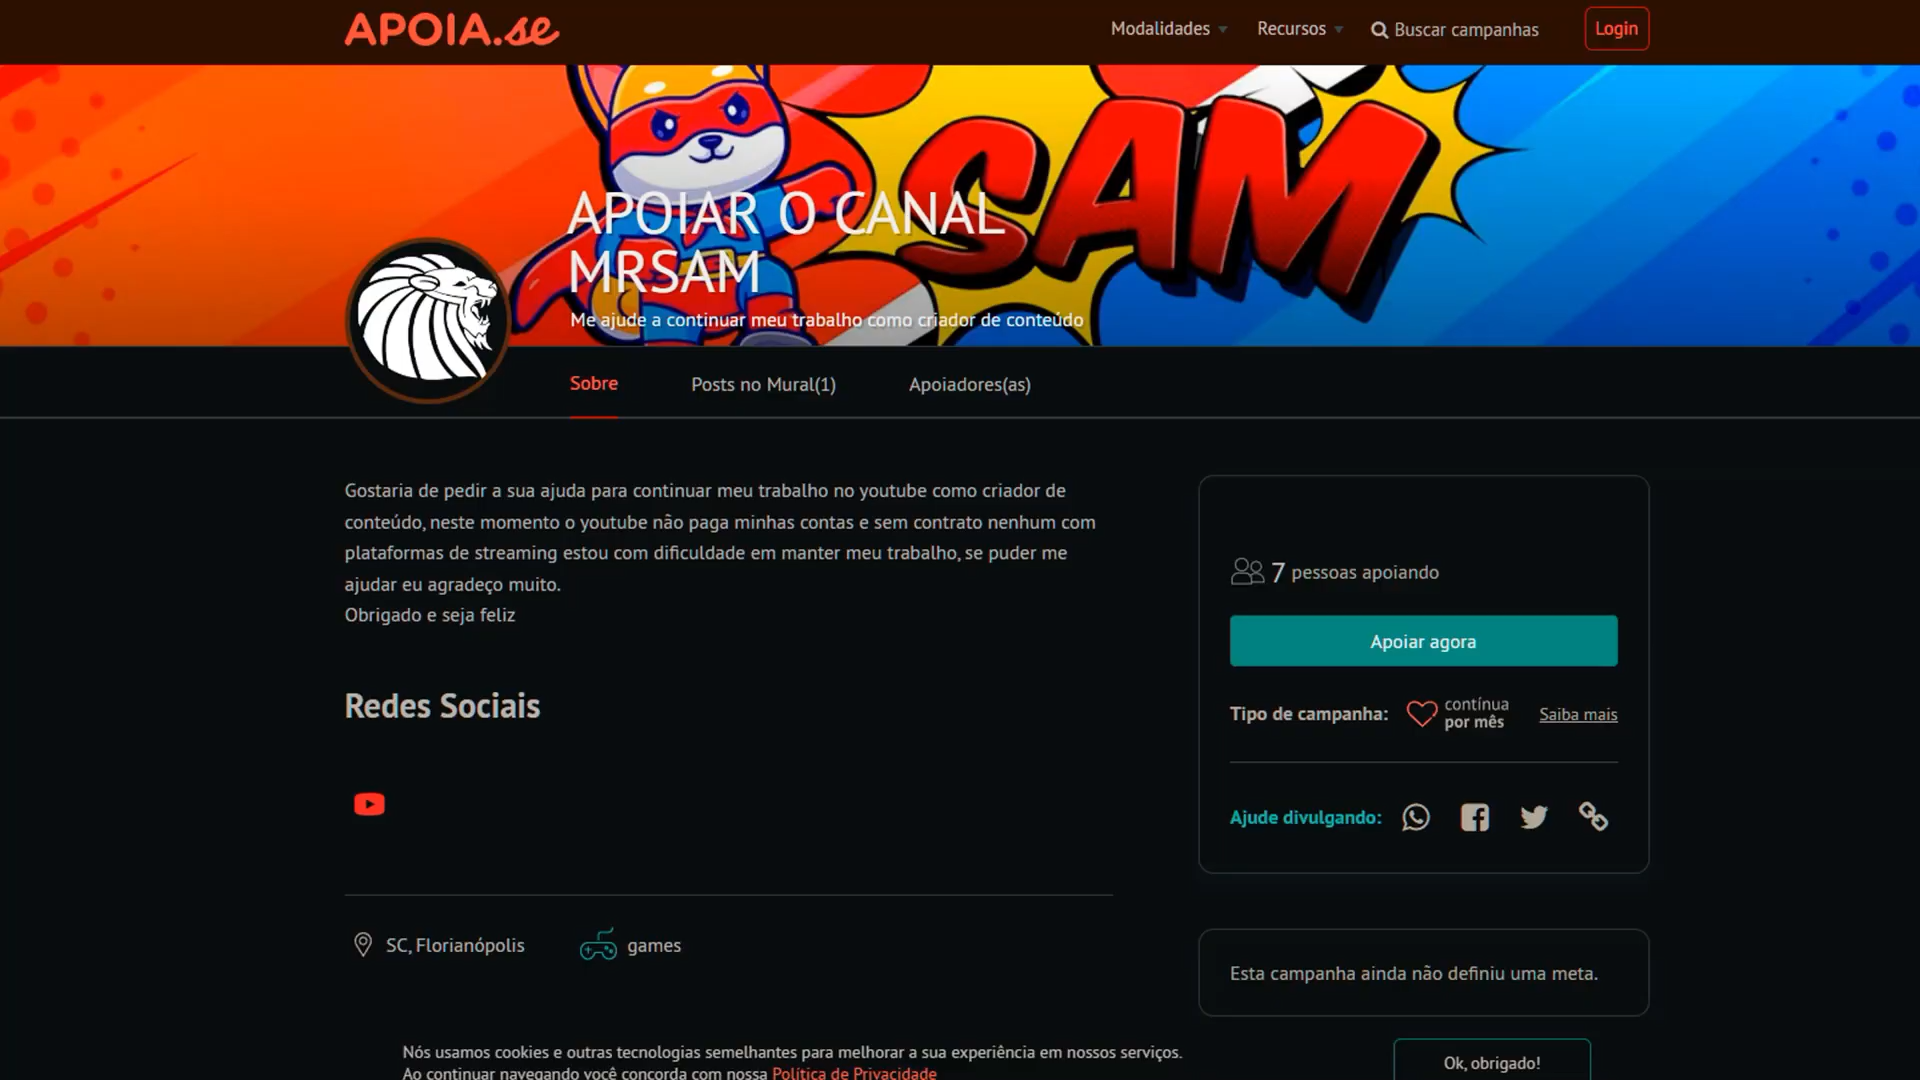 APOIA.se
Modalidades
Recursos
Buscar campanhas
Login
SAM
APOIAR O CANAL
MRSAM
Me ajude a continuar meu trabalho como criador de conteúdo
Sobre
Posts no Mural(1)
Apoiadores(as)
Gostaria de pedir a sua ajuda para continuar meu trabalho no youtube como criador de
conteúdo, neste momento o youtube não paga minhas contas e sem contrato nenhum com
plataformas de streaming estou com dificuldade em manter meu trabalho, se puder me
ajudar eu agradeço muito.
Obrigado e seja feliz
Redes Sociais
SC, Florianópolis
games
7 pessoas apoiando
Apoiar agora
Tipo de campanha:
contínua
por mês
Saiba mais
Ajude divulgando:
Esta campanha ainda não definiu uma meta.
Nós usamos cookies e outras tecnologias semelhantes para melhorar a sua experiência em nossos serviços.
Ao continuar navegando você concorda com nossa Política de Privacidade
Ok, obrigado!